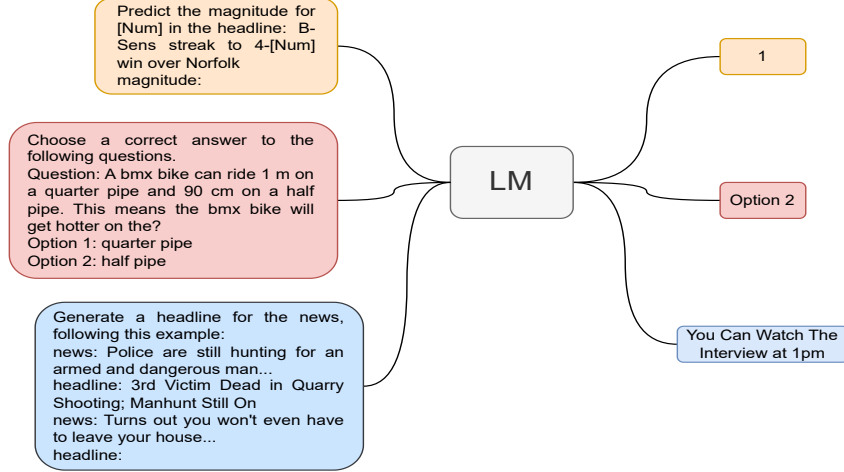 Predict the magnitude for
[Num] in the headline: B-
Sens streak to 4-[Num]
win over Norfolk
magnitude:
Choose a correct answer to the
following questions.
Question: A bmx bike can ride 1 m on
a quarter pipe and 90 cm on a half
pipe. This means the bmx bike will
get hotter on the?
Option 1: quarter pipe
Option 2: half pipe
Generate a headline for the news,
following this example:
news: Police are still hunting for an
armed and dangerous man...
headline: 3rd Victim Dead in Quarry
Shooting; Manhunt Still On
news: Turns out you won't even have
to leave your house...
headline:
LM
1
Option 2
You Can Watch The
Interview at 1pm